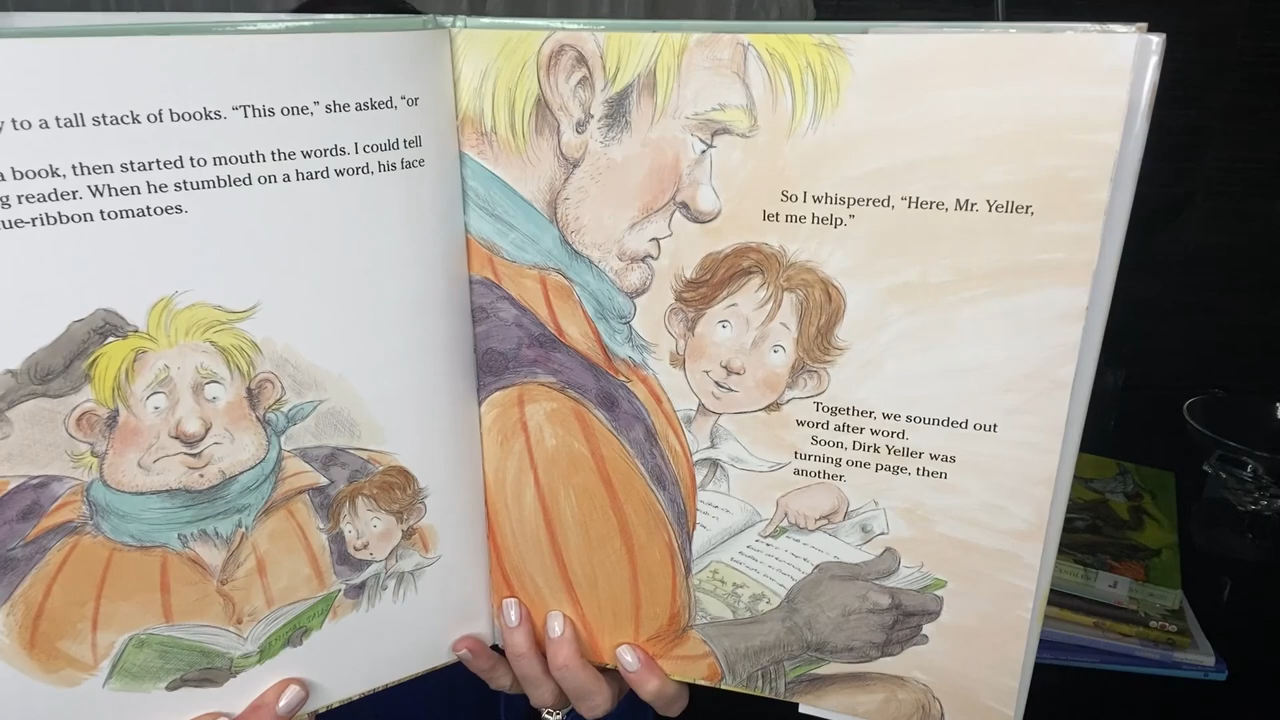 to a tall stack of books. “This one,” she asked, “or
a book, then started to mouth the words. I could tell
reader. When he stumbled on a hard word, his face
ue-ribbon tomatoes.
So I whispered, “Here, Mr. Yeller,
let me help.”
Together, we sounded out
word after word.
Soon, Dirk Yeller was
turning one page, then
another.